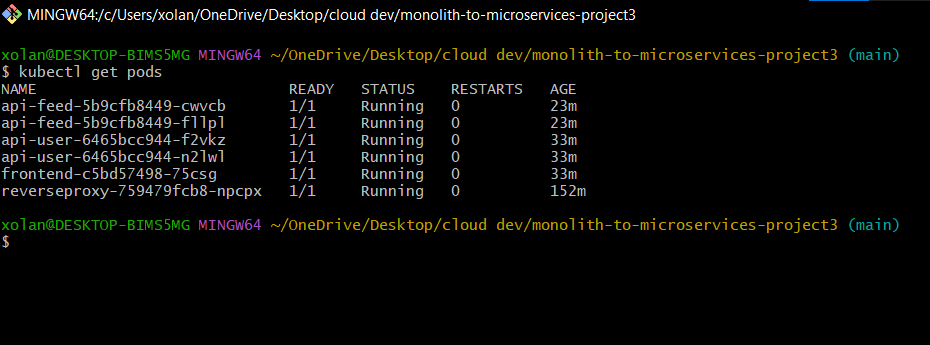 MINGW64:/c/Users/xolan/OneDrive/Desktop/cloud dev/monolith-to-microservices-project3
xolan@DESKTOP-BIMS5MG MINGW64 ~/OneDrive/Desktop/cloud dev/monolith-to-microservices-project3 (main)
$ kubectl get pods
NAME READY STATUS RESTARTS AGE
api-feed-5b9cfb8449-cwvcb 1/1 Running 0 23m
api-feed-5b9cfb8449-fllpl 1/1 Running 0 23m
api-user-6465bcc944-f2vkz 1/1 Running 0 33m
api-user-6465bcc944-n2lwl 1/1 Running 0 33m
frontend-c5bd57498-75csg 1/1 Running 0 33m
reverseproxy-759479fcb8-npcpx 1/1 Running 0 152m
xolan@DESKTOP-BIMS5MG MINGW64 ~/OneDrive/Desktop/cloud dev/monolith-to-microservices-project3 (main)
$